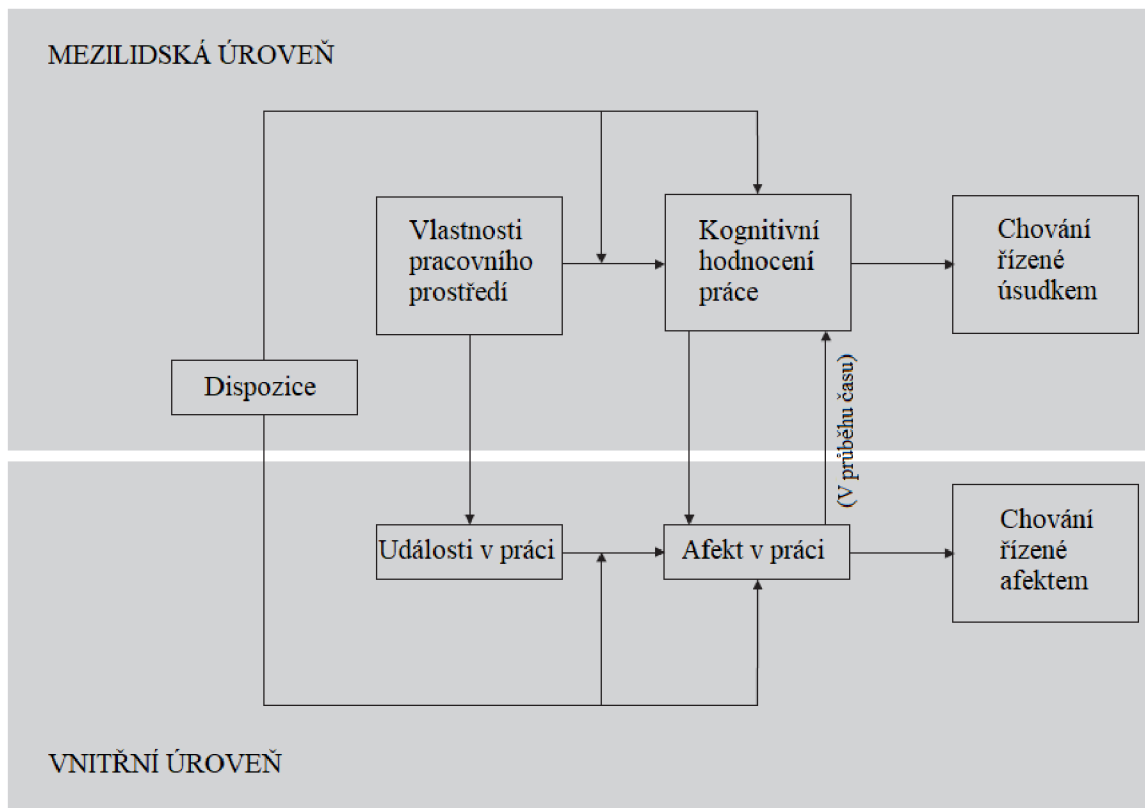 MEZILIDSKÁ ÚROVEŇ
Vlastnosti
pracovního
prostředí
Kognitivní
hodnocení
práce
Chování
řízené
úsudkem
Dispozice
(V průběhu času)
Události v práci
Afekt v práci
Chování
řízené
afektem
VNITŘNÍ ÚROVEŇ